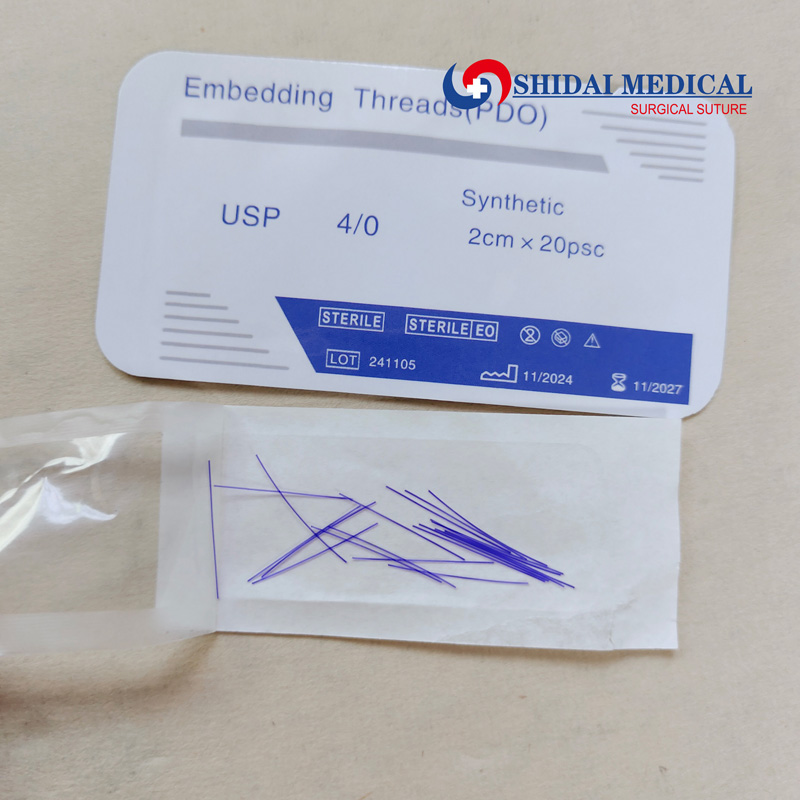 SHIDAI MEDICAL
SURGICAL SUTURE
Embedding Threads(PDO)
USP 4/0
Synthetic
2cm × 20psc
STERILE STERILE EO
LOT 241105
11/2024
11/2027